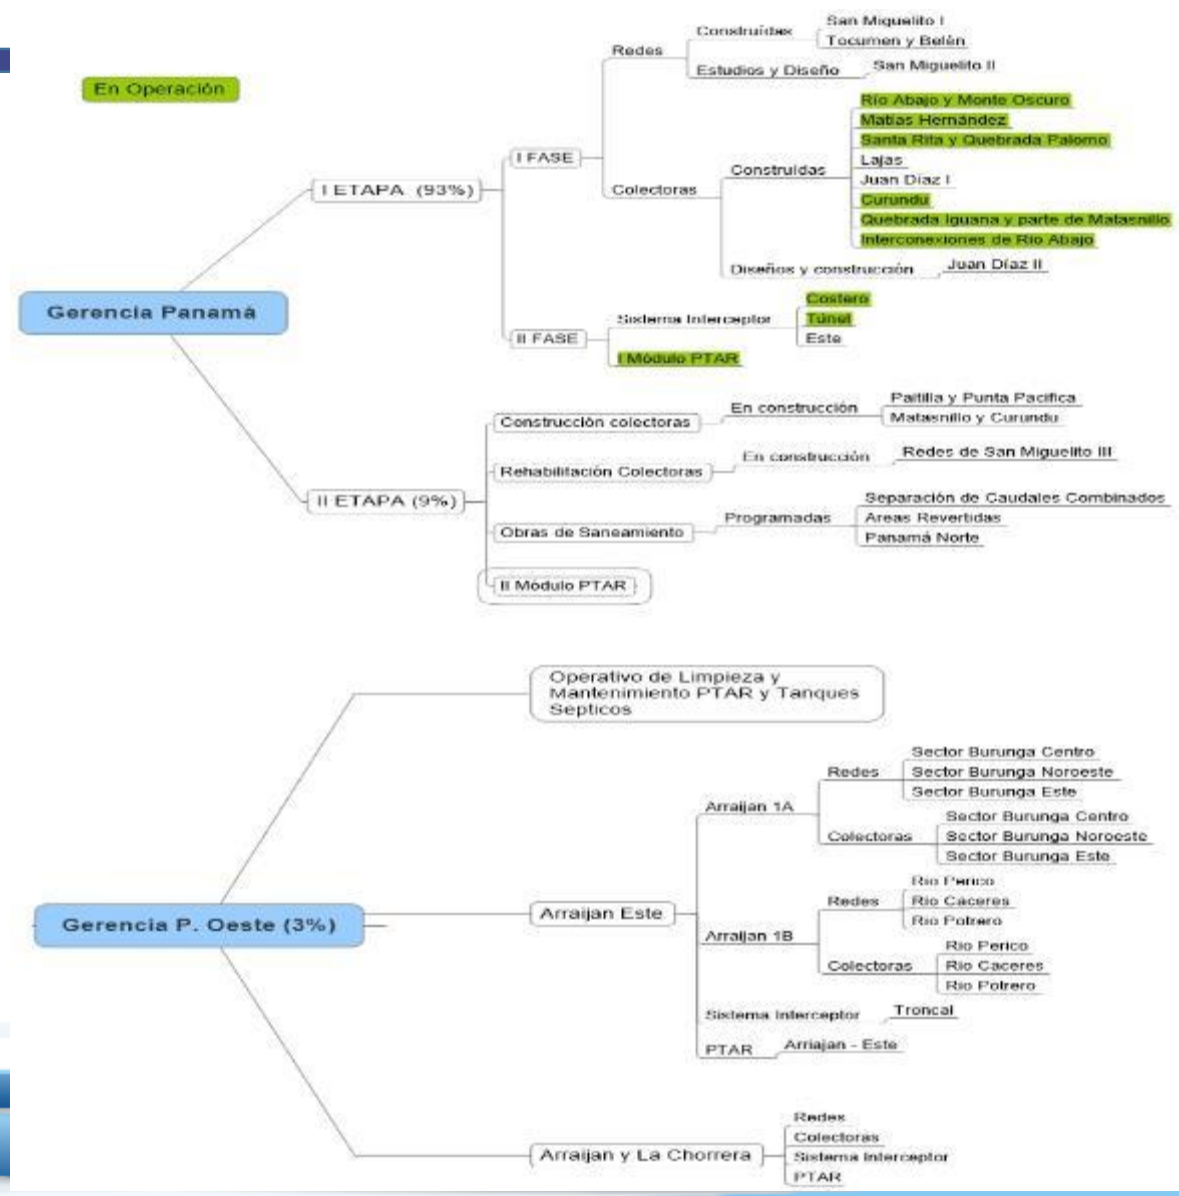 En Operación
Gerencia Panamá
I ETAPA (93%)
I FASE
Redes
Construídas
San Miguelito I
Tocumen y Belén
Estudios y Diseño
San Miguelito II
Colectoras
Construídas
Río Abajo y Monte Oscuro
Matías Hernández
Santa Rita y Quebrada Palomo
Lajas
Juan Díaz I
Curundu
Quebrada Iguana y parte de Matasnillo
Interconexiones de Río Abajo
Diseños y construcción
Juan Díaz II
II FASE
Sistema Interceptor
Costero
Túnel
Este
I Módulo PTAR
II ETAPA (9%)
Construcción colectoras
En construcción
Paitilla y Punta Pacifica
Matasnillo y Curundu
Rehabilitación Colectoras
En construcción
Redes de San Miguelito III
Obras de Saneamiento
Programadas
Separación de Caudales Combinados
Areas Revertidas
Panamá Norte
II Módulo PTAR
Gerencia P. Oeste (3%)
Operativo de Limpieza y
Mantenimiento PTAR y Tanques
Septicos
Arraijan Este
Arraijan 1A
Redes
Sector Burunga Centro
Sector Burunga Noroeste
Sector Burunga Este
Colectoras
Sector Burunga Centro
Sector Burunga Noroeste
Sector Burunga Este
Arraijan 1B
Redes
Rio Perico
Rio Caceres
Rio Potrero
Colectoras
Rio Perico
Rio Caceres
Rio Potrero
Sistema Interceptor
Troncal
PTAR
Arriajan - Este
Arraijan y La Chorrera
Redes
Colectoras
Sistema Interceptor
PTAR